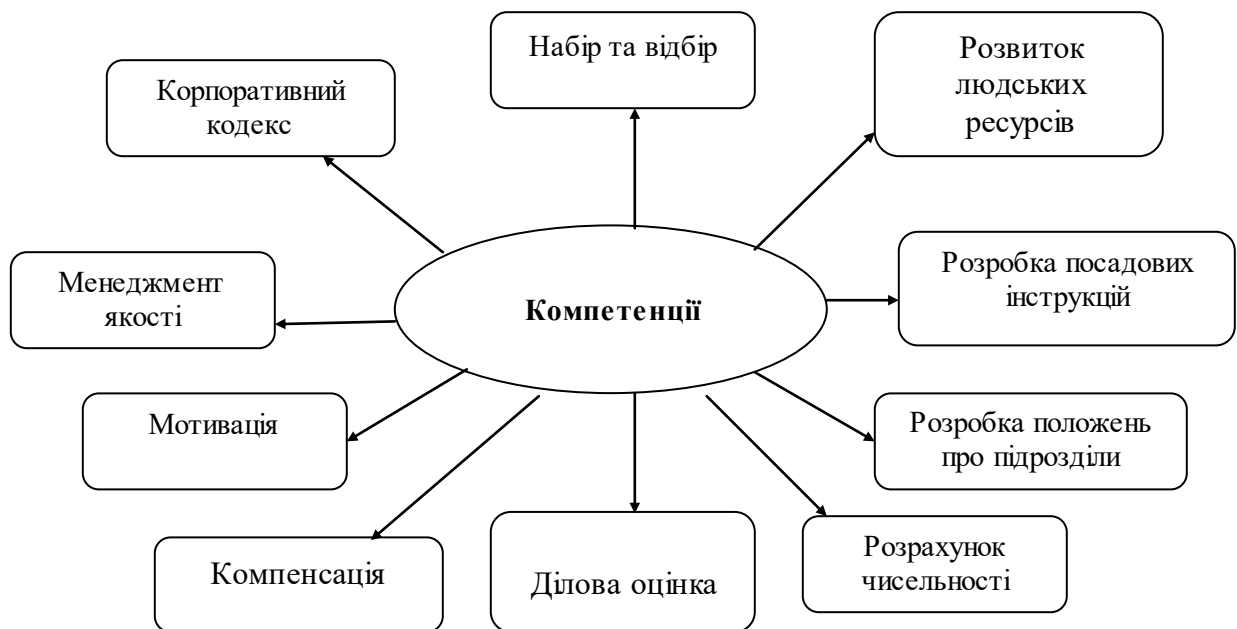 Набір та відбір
Розвиток
людських
ресурсів
Корпоративний
кодекс
Розробка посадових
інструкцій
Менеджмент
якості
Компетенції
Мотивація
Розробка положень
про підрозділи
Розрахунок
чисельності
Компенсація
Ділова оцінка